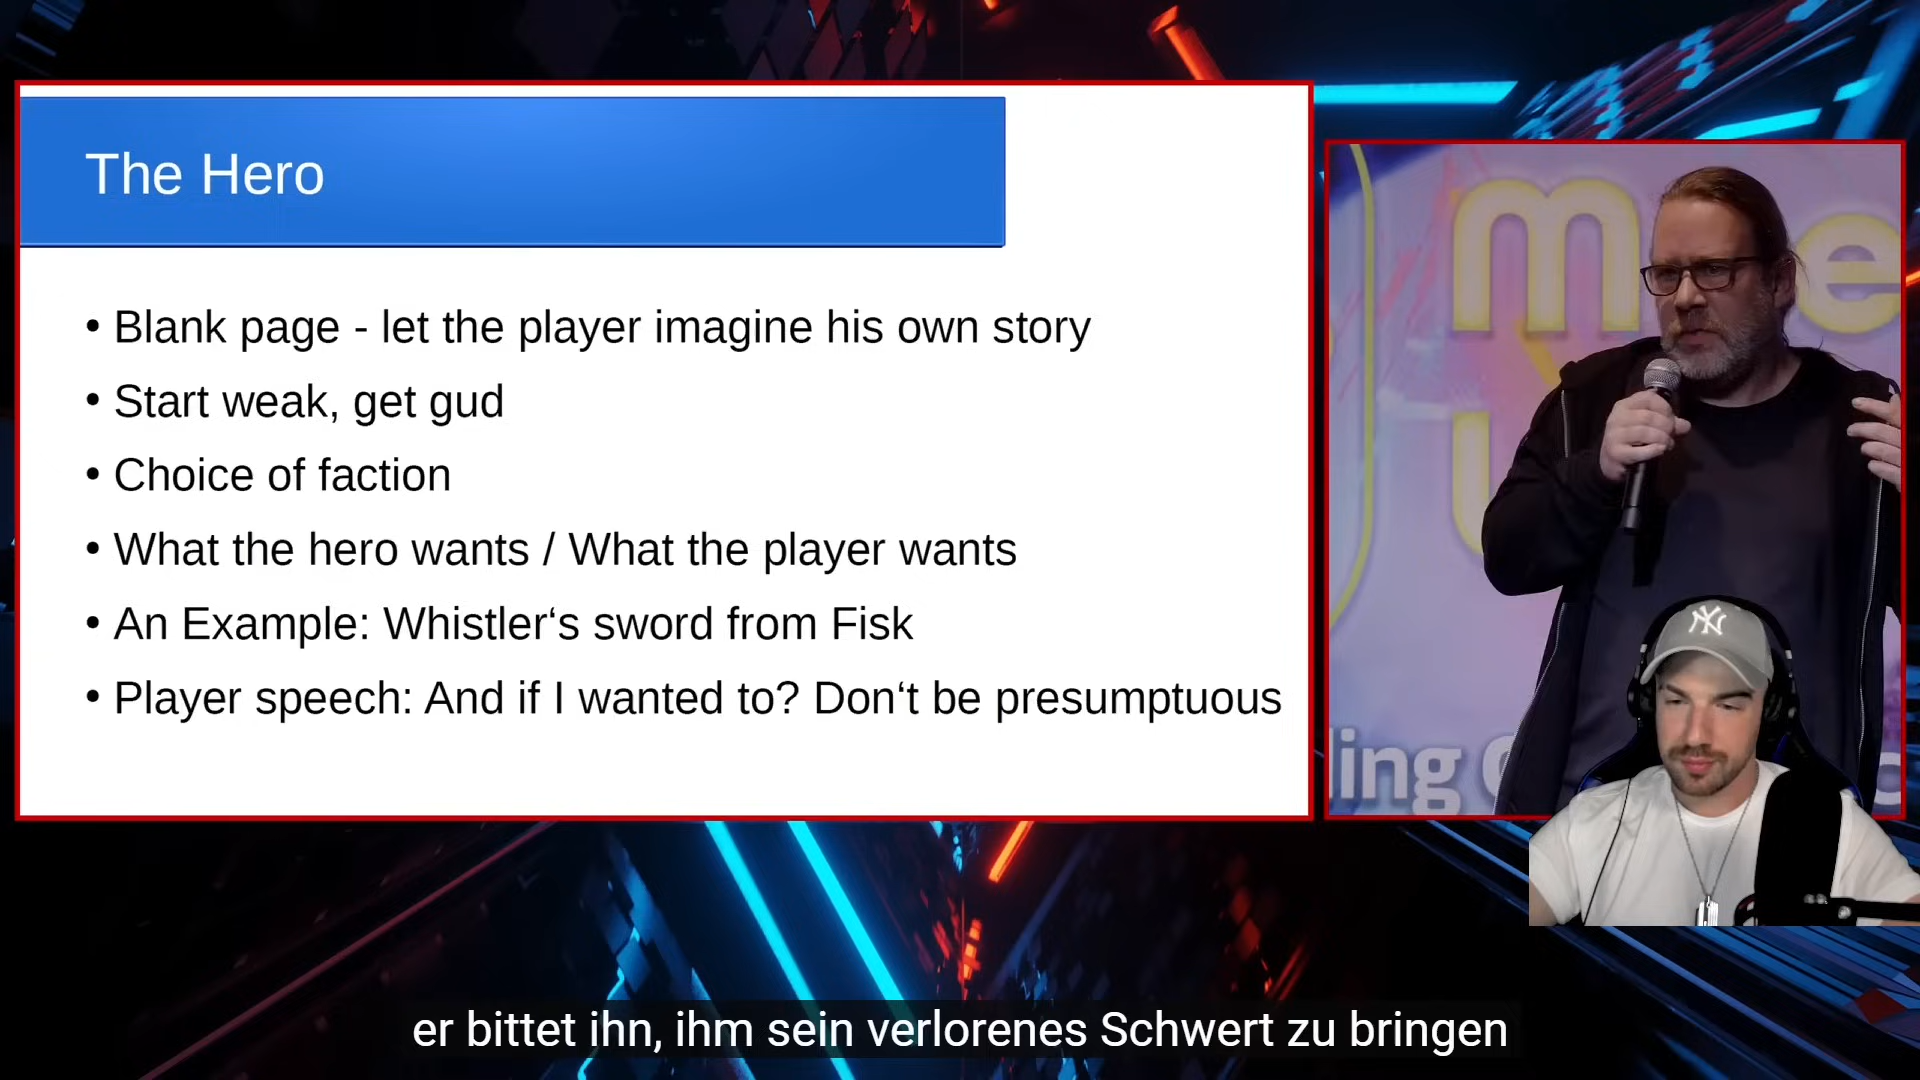 The Hero
• Blank page - let the player imagine his own story
• Start weak, get gud
• Choice of faction
• What the hero wants / What the player wants
• An Example: Whistler‘s sword from Fisk
• Player speech: And if I wanted to? Don‘t be presumptuous
NY
er bittet ihn, ihm sein verlorenes Schwert zu bringen